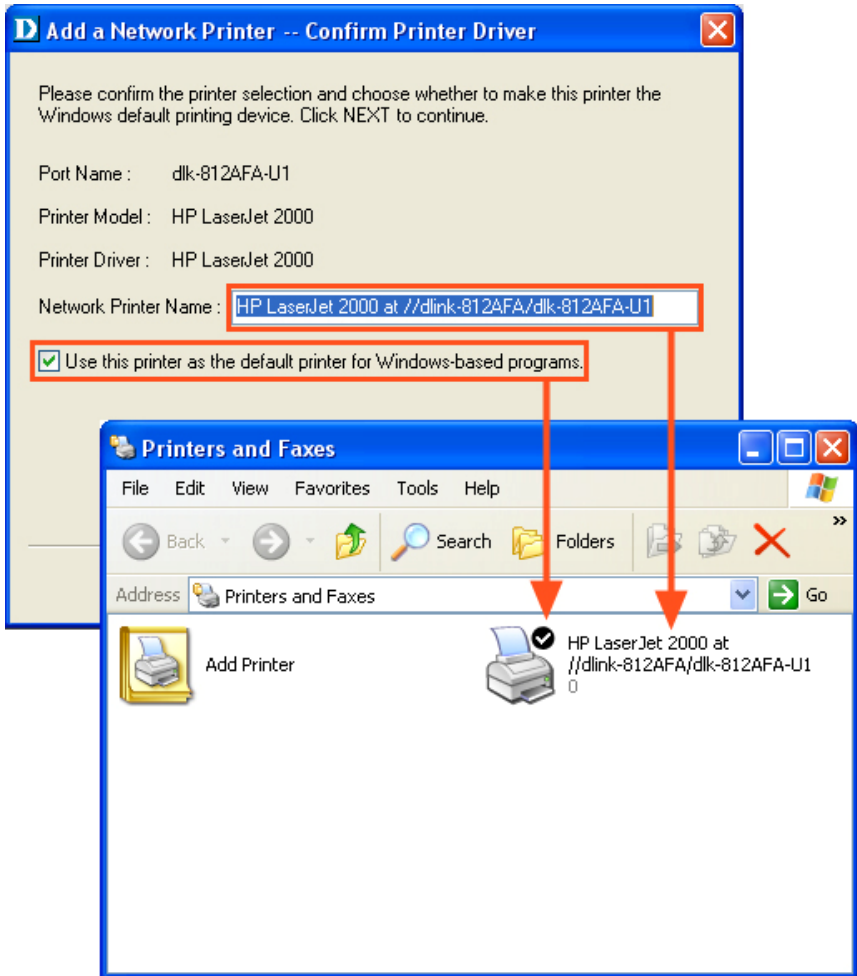 D Add a Network Printer -- Confirm Printer Driver
Please confirm the printer selection and choose whether to make this printer the
Windows default printing device. Click NEXT to continue.
Port Name : dlk-812AFA-U1
Printer Model : HP LaserJet 2000
Printer Driver : HP LaserJet 2000
Network Printer Name : HP LaserJet 2000 at //dlink-812AFA/dlk-812AFA-U1
Use this printer as the default printer for Windows-based programs.
Printers and Faxes
File Edit View Favorites Tools Help
Back Search Folders »
Address Printers and Faxes Go
Add Printer
HP LaserJet 2000 at
//dlink-812AFA/dlk-812AFA-U1
0